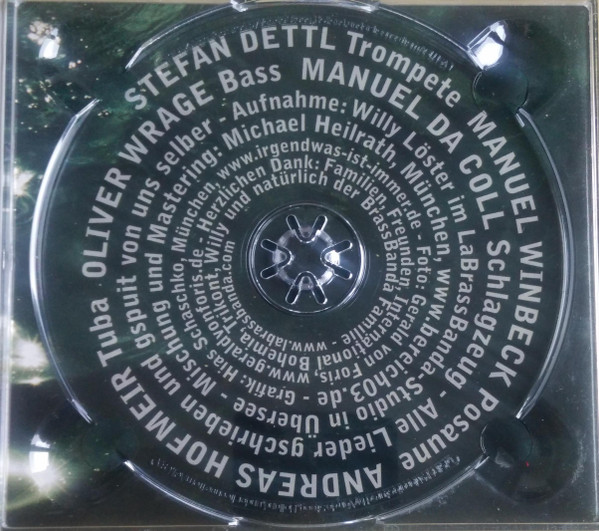 STEFAN DETTL Trompete MANUEL WINBECK Posaune ANDREAS HOFMEIR Tuba OLIVER WRAGE Bass MANUEL DA COLL Schlagzeug - Alle Lieder gschrieben und gspuit von uns selber - Aufnahme: Willy Löster im LaBrassBanda Studio in Übersee - Mischung und Mastering: Michael Heilrath, München, www.bereich03.de - Grafik: Hias Schaschko, München, www.irgendwas-ist-immer.de - Foto: Gerald von Foris, www.geraldvonforis.de - Herzlichen Dank: Familien, Freunden, International Bohemia Trikont, Willy und natürlich der BrassBanda Familie - www.labrassbanda.com